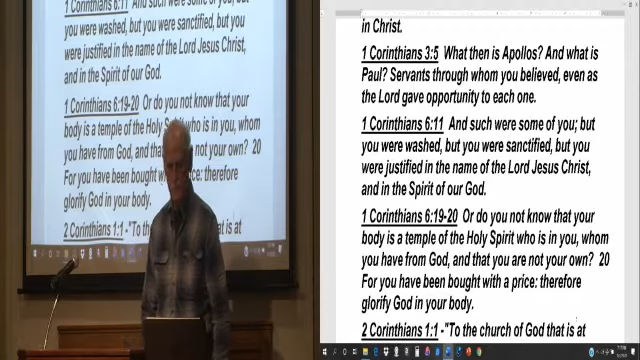 1 Corinthians 6:11 And such were some of you; but
you were washed, but you were sanctified, but you
were justified in the name of the Lord Jesus Christ,
and in the Spirit of our God.
1 Corinthians 6:19-20 Or do you not know that your
body is a temple of the Holy Spirit who is in you, whom
you have from God, and that are not your own? 20
For you have been bought with a price: therefore
glorify God in your body.
2 Corinthians 1:1 -"To the that is at
in Christ.
1 Corinthians 3:5 What then is Apollos? And what is
Paul? Servants through whom you believed, even as
the Lord gave opportunity to each one.
1 Corinthians 6:11 And such were some of you; but
you were washed, but you were sanctified, but you
were justified in the name of the Lord Jesus Christ,
and in the Spirit of our God.
1 Corinthians 6:19-20 Or do you not know that your
body is a temple of the Holy Spirit who is in you, whom
you have from God, and that you are not your own? 20
For you have been bought with a price: therefore
glorify God in your body.
2 Corinthians 1:1 -"To the church of God that is at